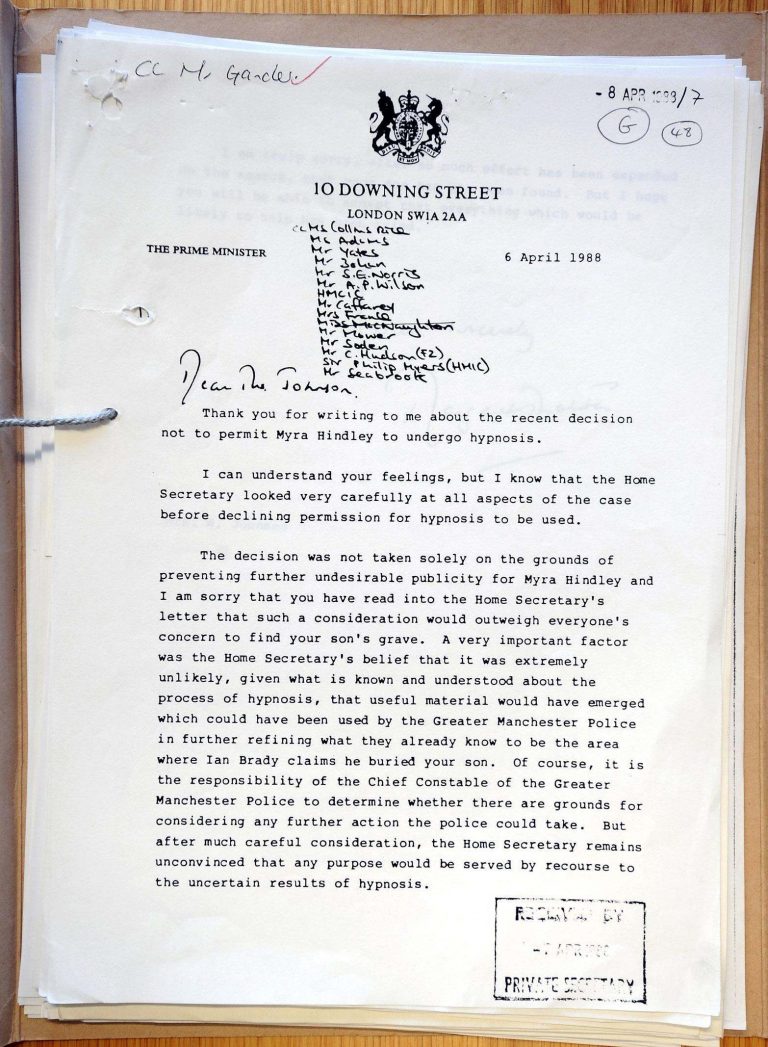 cc Mr Gander
- 8 APR 1988/7
G
48
10 DOWNING STREET
LONDON SW1A 2AA
cc Ms Collins Rice
Ms Adams
THE PRIME MINISTER
Mr Yates
6 April 1988
Mr Bohan
Mr S.G. Norris
Mr A.P. Wilson
HMCIC
Mr Caffarey
Mrs France
Miss McNaughton
Mr Mower
Mr Soden
Mr C. Hudson (F2)
Sir Philip Myers (HMIC)
Mr Seabrook
Dear Mrs Johnson.
Thank you for writing to me about the recent decision
not to permit Myra Hindley to undergo hypnosis.
I can understand your feelings, but I know that the Home
Secretary looked very carefully at all aspects of the case
before declining permission for hypnosis to be used.
The decision was not taken solely on the grounds of
preventing further undesirable publicity for Myra Hindley and
I am sorry that you have read into the Home Secretary's
letter that such a consideration would outweigh everyone's
concern to find your son's grave. A very important factor
was the Home Secretary's belief that it was extremely
unlikely, given what is known and understood about the
process of hypnosis, that useful material would have emerged
which could have been used by the Greater Manchester Police
in further refining what they already know to be the area
where Ian Brady claims he buried your son. Of course, it is
the responsibility of the Chief Constable of the Greater
Manchester Police to determine whether there are grounds for
considering any further action the police could take. But
after much careful consideration, the Home Secretary remains
unconvinced that any purpose would be served by recourse to
the uncertain results of hypnosis.
RECEIVED BY
APR 1988
PRIVATE SECRETARY